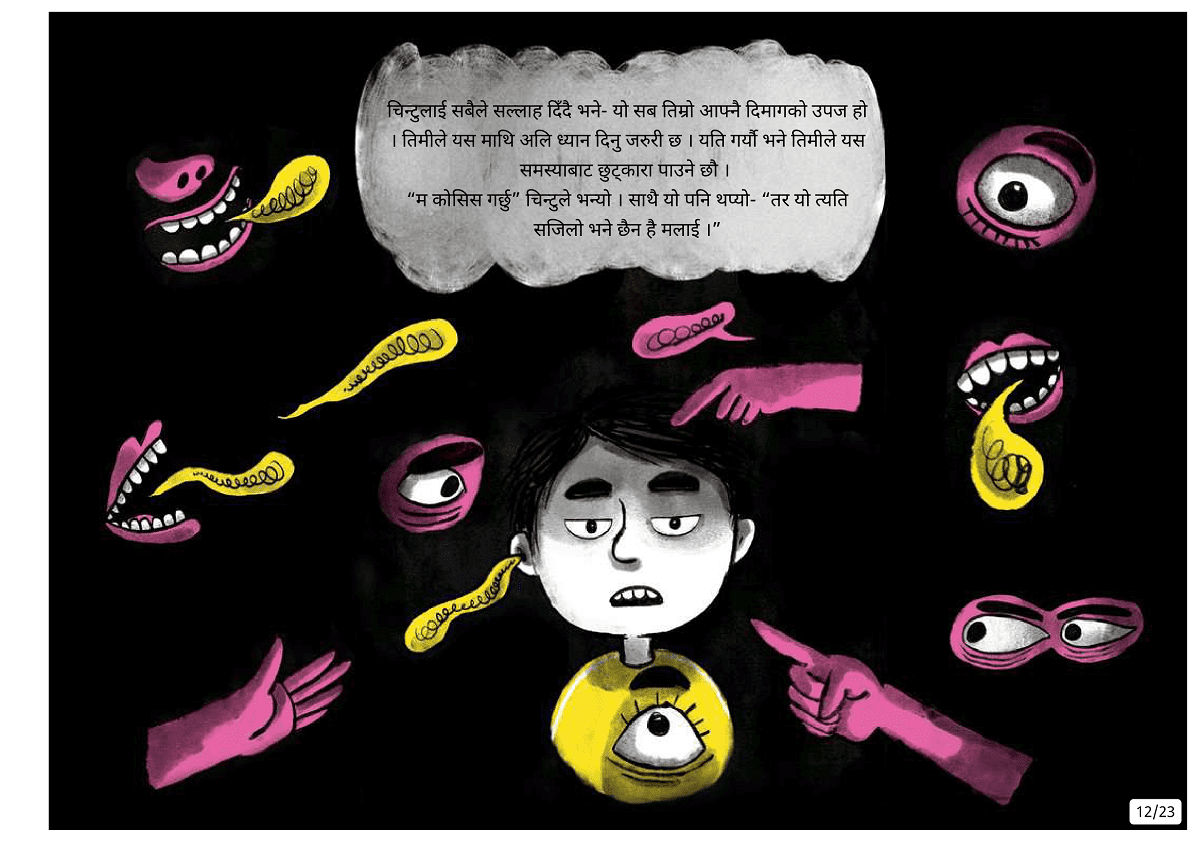 चिन्टुलाई सबैले सल्लाह दिँदै भने- यो सब तिम्रो आफ्नै दिमागको उपज हो
। तिमीले यस माथि अलि ध्यान दिनु जरुरी छ । यति गर्यौ भने तिमीले यस
समस्याबाट छुट्कारा पाउने छौ ।
“म कोसिस गर्छु” चिन्टुले भन्यो । साथै यो पनि थप्यो- “तर यो त्यति
सजिलो भने छैन है मलाई ।”
12/23